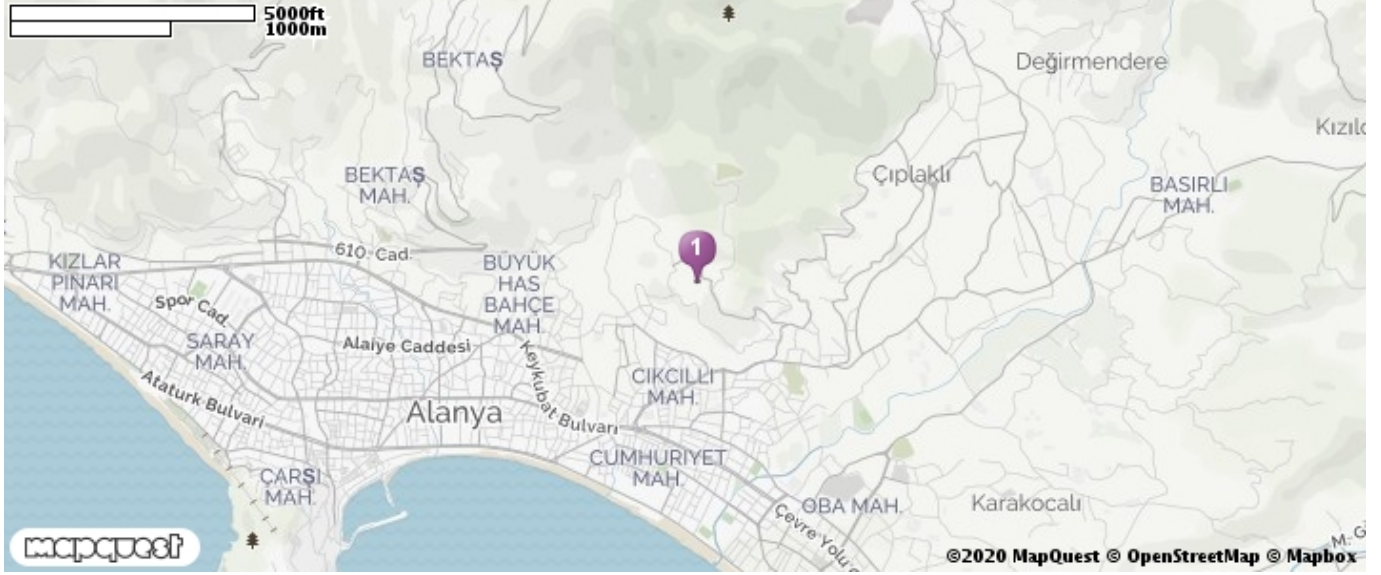 5000ft
1000m
BEKTAŞ
Değirmendere
Çıplaklı
BEKTAŞ
MAH.
BASIRLI
MAH.
1
610. Cad.
KIZLAR
PINARI
MAH.
BÜYÜK
HAS
BAHÇE
MAH.
Spor Cad.
SARAY
MAH.
Alaiye Caddesi
Keykubat Bulvarı
CIKCILLI
MAH.
Ataturk Bulvarı
Alanya
CUMHURIYET
MAH.
ÇARŞI
MAH.
OBA MAH.
Karakocalı
Çevre Yolu
mapquest
©2020 MapQuest © OpenStreetMap © Mapbox